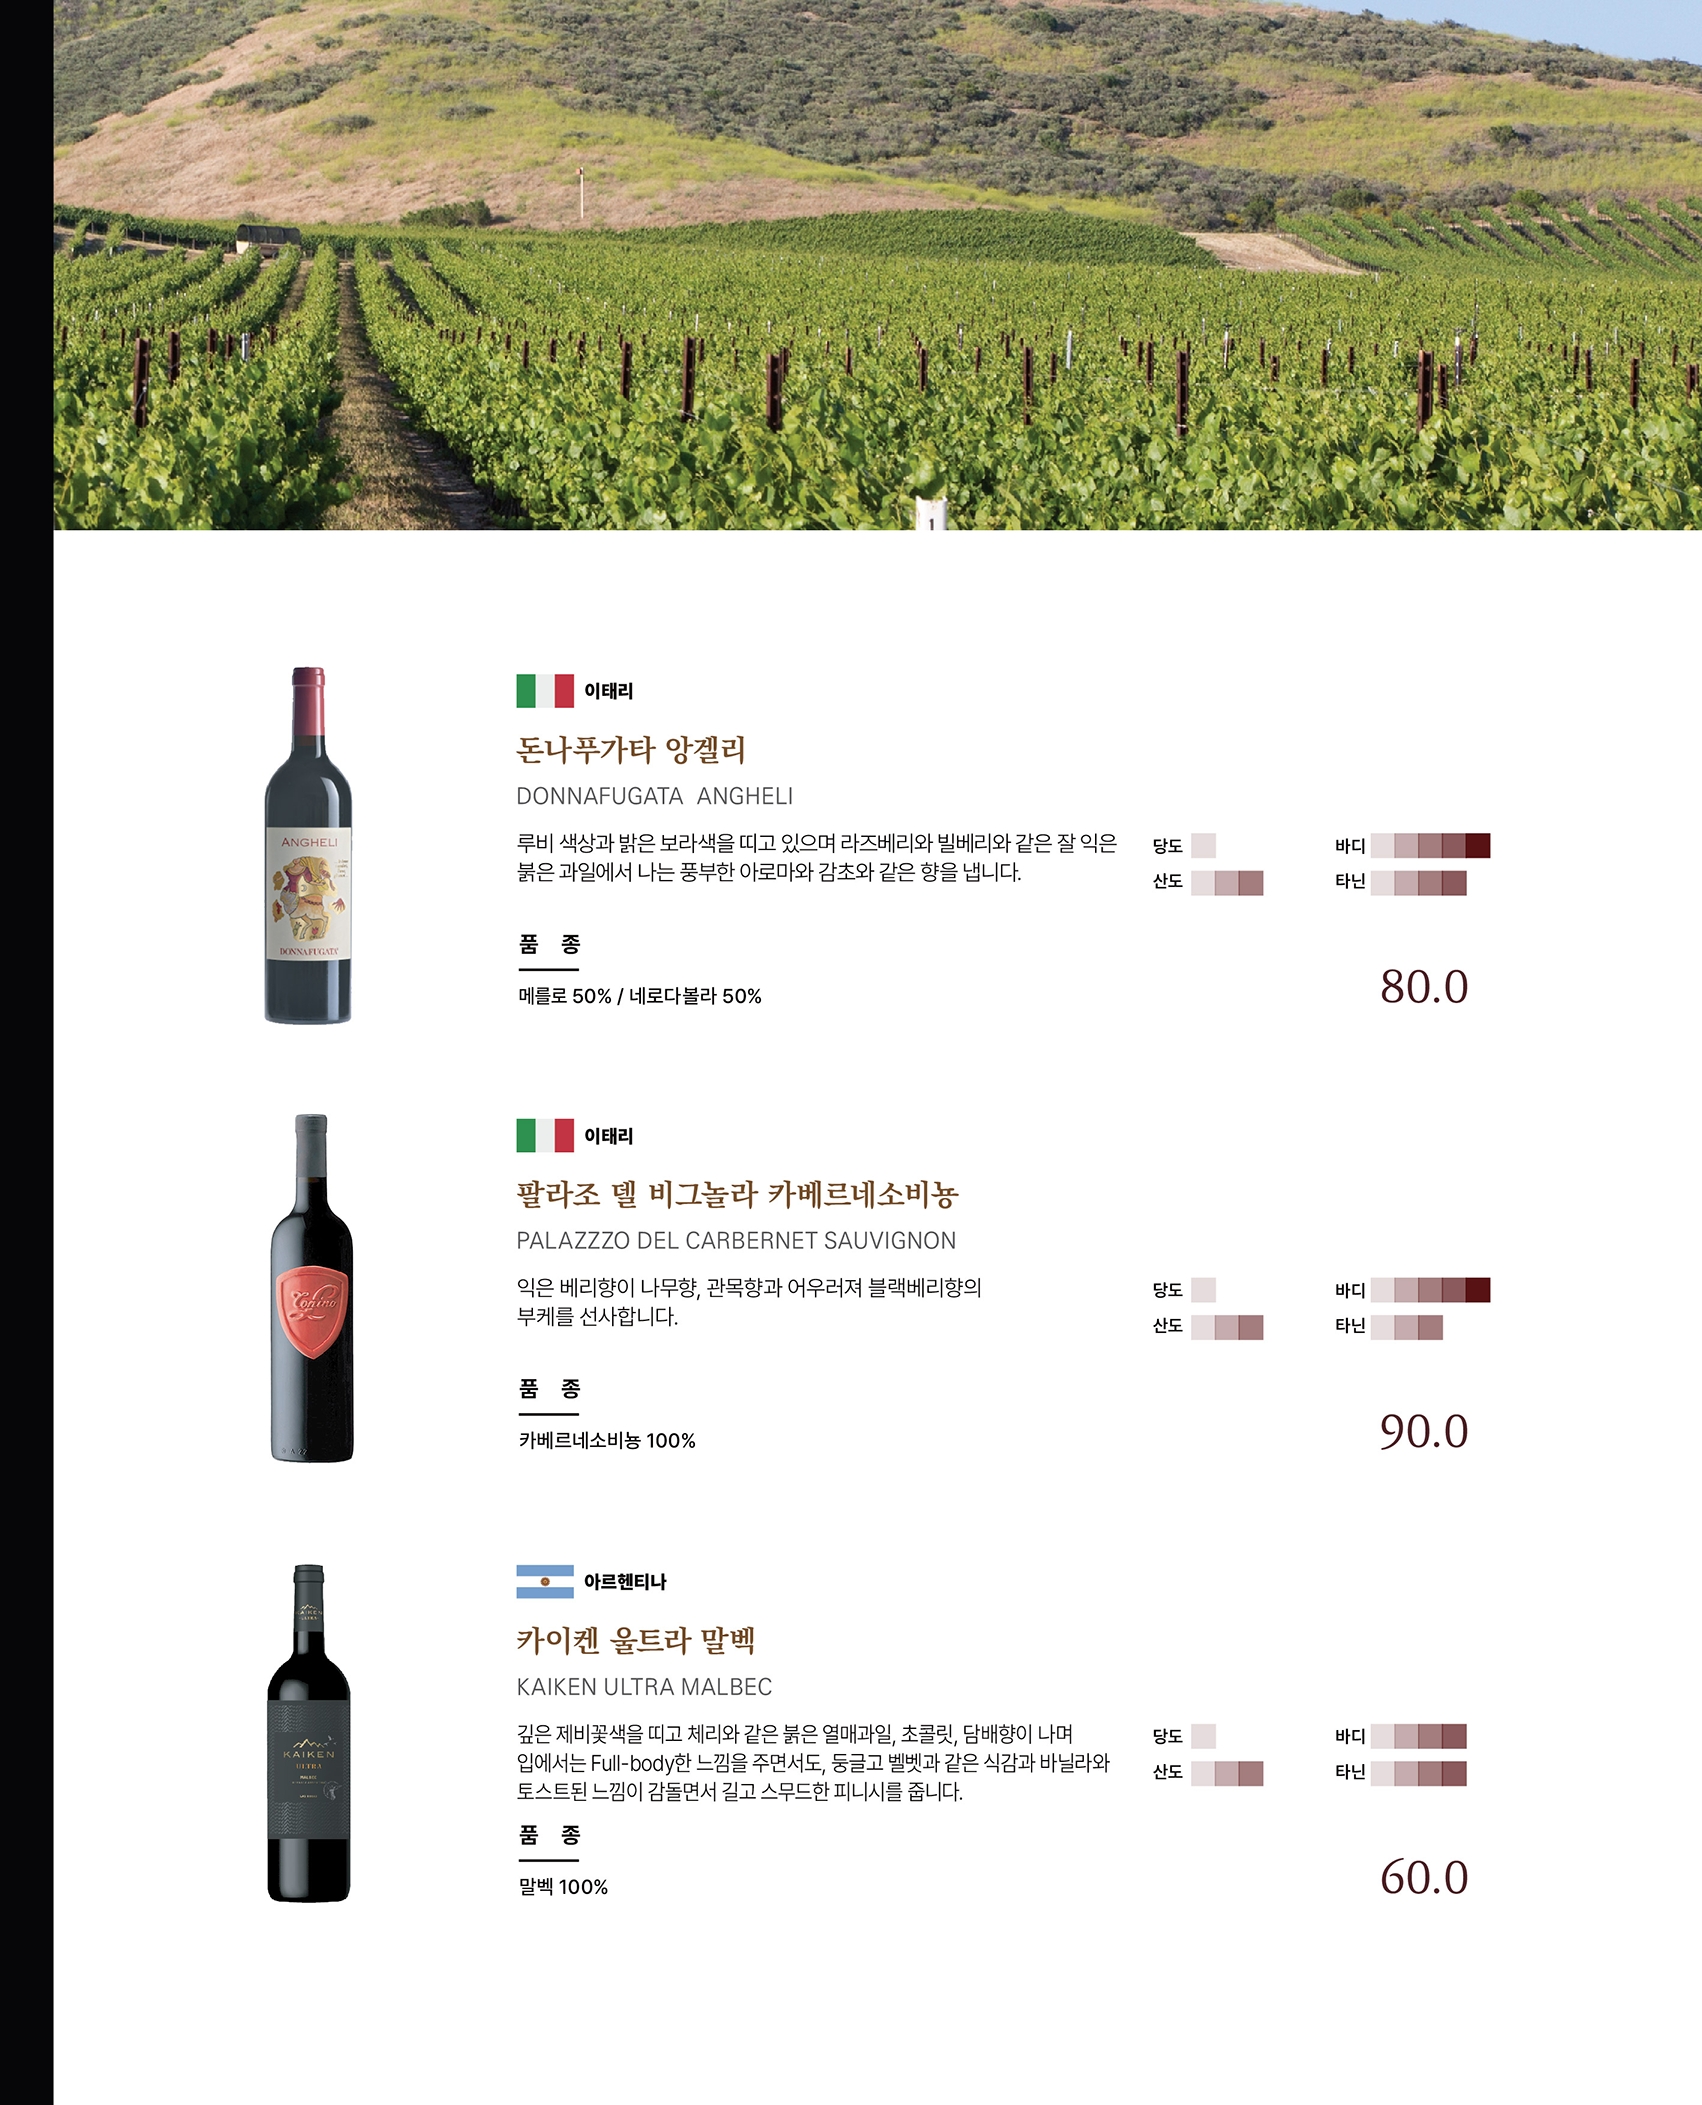 1
이태리
돈나푸가타 앙겔리
DONNAFUGATA ANGHELI
루비 색상과 밝은 보라색을 띠고 있으며 라즈베리와 빌베리와 같은 잘 익은
붉은 과일에서 나는 풍부한 아로마와 감초와 같은 향을 냅니다.
당도
바디
산도
타닌
품 종
메를로 50% / 네로다볼라 50%
80.0
ANGHELI
DONNAFUGATA
이태리
팔라조 델 비그놀라 카베르네소비뇽
PALAZZZO DEL CARBERNET SAUVIGNON
익은 베리향이 나무향, 관목향과 어우러져 블랙베리향의
부케를 선사합니다.
당도
바디
산도
타닌
품 종
카베르네소비뇽 100%
90.0
아르헨티나
카이켄 울트라 말벡
KAIKEN ULTRA MALBEC
깊은 제비꽃색을 띠고 체리와 같은 붉은 열매과일, 초콜릿, 담배향이 나며
입에서는 Full-body한 느낌을 주면서도, 둥글고 벨벳과 같은 식감과 바닐라와
토스트된 느낌이 감돌면서 길고 스무드한 피니시를 줍니다.
당도
바디
산도
타닌
품 종
말벡 100%
60.0
KAIKEN
ULTRA
KAIKEN
ULTRA
MALBEC